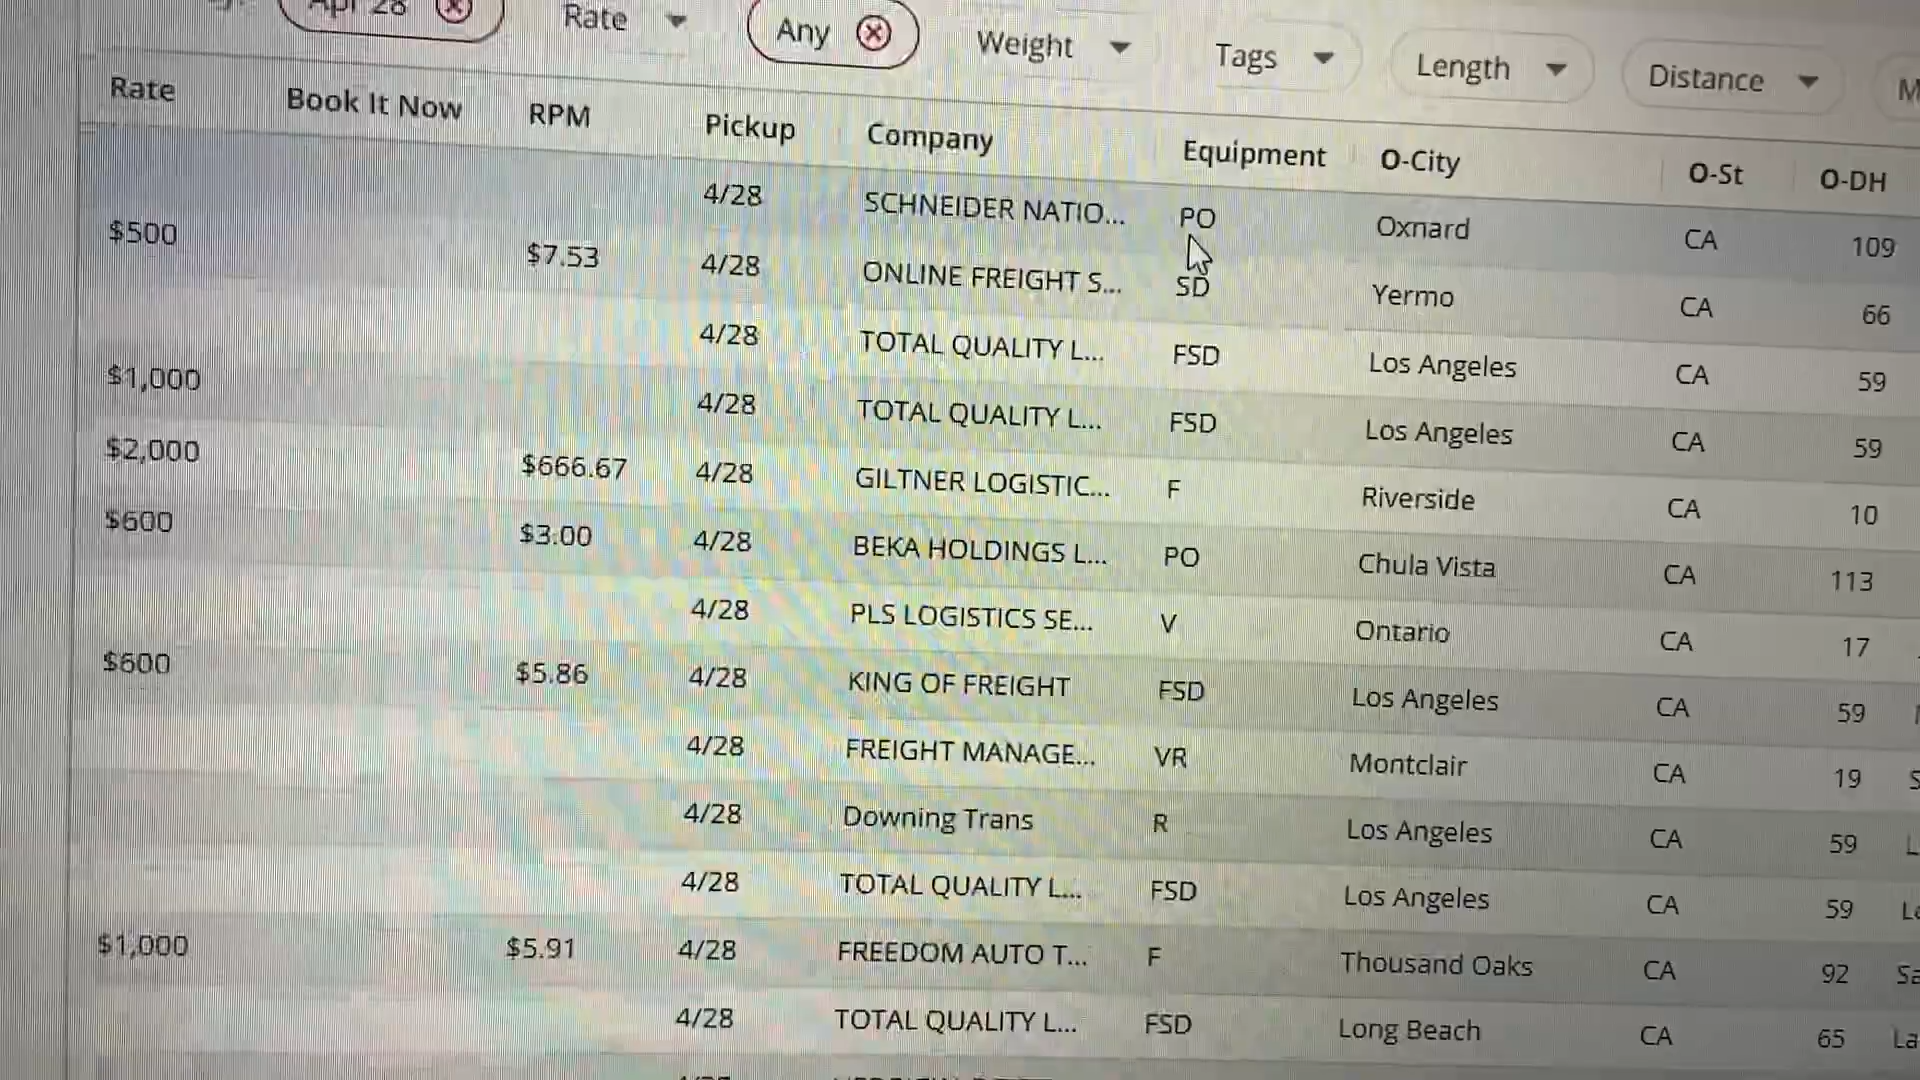 Apr 28 Rate Any Weight Tags Length Distance M
Rate Book It Now RPM Pickup Company Equipment O-City O-St O-DH
4/28 SCHNEIDER NATIO... PO Oxnard CA 109
$500 $7.53 4/28 ONLINE FREIGHT S... SD Yermo CA 66
4/28 TOTAL QUALITY L... FSD Los Angeles CA 59
$1,000 4/28 TOTAL QUALITY L... FSD Los Angeles CA 59
$2,000 $666.67 4/28 GILTNER LOGISTIC... F Riverside CA 10
$600 $3.00 4/28 BEKA HOLDINGS L... PO Chula Vista CA 113
4/28 PLS LOGISTICS SE... V Ontario CA 17
$600 $5.86 4/28 KING OF FREIGHT FSD Los Angeles CA 59
4/28 FREIGHT MANAGE... VR Montclair CA 19 S
4/28 Downing Trans R Los Angeles CA 59 L
4/28 TOTAL QUALITY L... FSD Los Angeles CA 59 La
$1,000 $5.91 4/28 FREEDOM AUTO T... F Thousand Oaks CA 92 Sa
4/28 TOTAL QUALITY L... FSD Long Beach CA 65 La